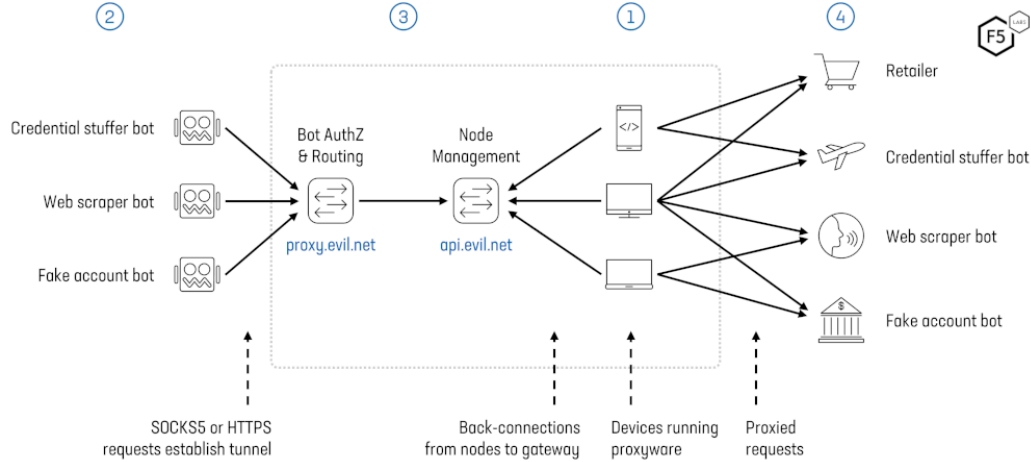 2
3
1
4
F5
LABS
Credential stuffer bot
Web scraper bot
Fake account bot
Bot AuthZ
& Routing
proxy.evil.net
Node
Management
api.evil.net
</>
$
Retailer
Credential stuffer bot
Web scraper bot
Fake account bot
SOCKS5 or HTTPS
requests establish tunnel
Back-connections
from nodes to gateway
Devices running
proxyware
Proxied
requests